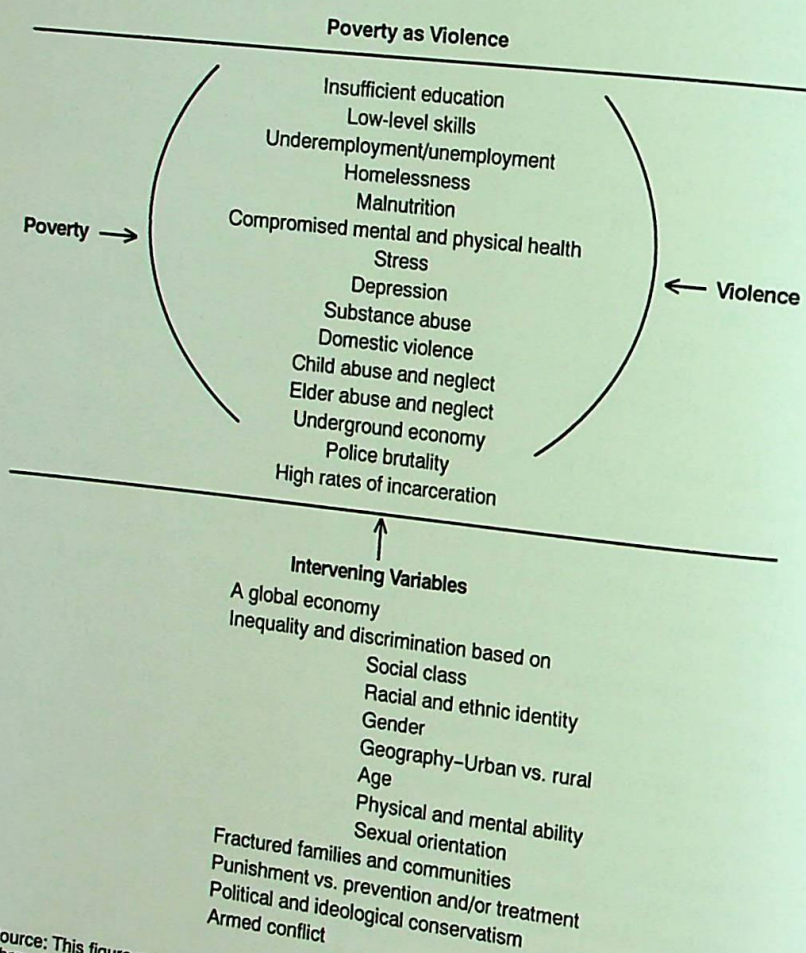 Poverty as Violence
Insufficient education
Low-level skills
Underemployment/unemployment
Homelessness
Malnutrition
Compromised mental and physical health
Poverty
Stress
Depression
Violence
Substance abuse
Domestic violence
Child abuse and neglect
Elder abuse and neglect
Underground economy
Police brutality
High rates of incarceration
Intervening Variables
A global economy
Inequality and discrimination based on
Social class
Racial and ethnic identity
Gender
Geography–Urban vs. rural
Age
Physical and mental ability
Sexual orientation
Fractured families and communities
Punishment vs. prevention and/or treatment
Political and ideological conservatism
Armed conflict
ource: This figure